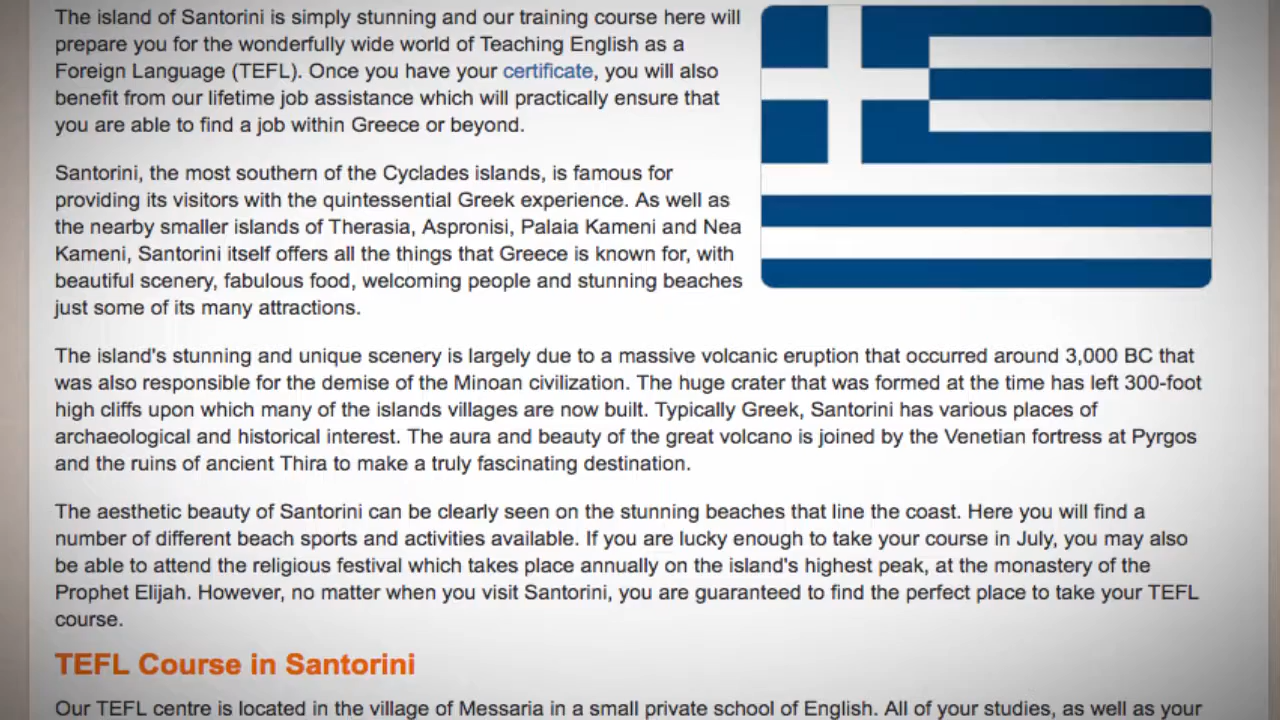 The island of Santorini is simply stunning and our training course here will
prepare you for the wonderfully wide world of Teaching English as a
Foreign Language (TEFL). Once you have your certificate, you will also
benefit from our lifetime job assistance which will practically ensure that
you are able to find a job within Greece or beyond.
Santorini, the most southern of the Cyclades islands, is famous for
providing its visitors with the quintessential Greek experience. As well as
the nearby smaller islands of Therasia, Aspronisi, Palaia Kameni and Nea
Kameni, Santorini itself offers all the things that Greece is known for, with
beautiful scenery, fabulous food, welcoming people and stunning beaches
just some of its many attractions.
The island's stunning and unique scenery is largely due to a massive volcanic eruption that occurred around 3,000 BC that
was also responsible for the demise of the Minoan civilization. The huge crater that was formed at the time has left 300-foot
high cliffs upon which many of the islands villages are now built. Typically Greek, Santorini has various places of
archaeological and historical interest. The aura and beauty of the great volcano is joined by the Venetian fortress at Pyrgos
and the ruins of ancient Thira to make a truly fascinating destination.
The aesthetic beauty of Santorini can be clearly seen on the stunning beaches that line the coast. Here you will find a
number of different beach sports and activities available. If you are lucky enough to take your course in July, you may also
be able to attend the religious festival which takes place annually on the island's highest peak, at the monastery of the
Prophet Elijah. However, no matter when you visit Santorini, you are guaranteed to find the perfect place to take your TEFL
course.
TEFL Course in Santorini
Our TEFL centre is located in the village of Messaria in a small private school of English. All of your studies, as well as your